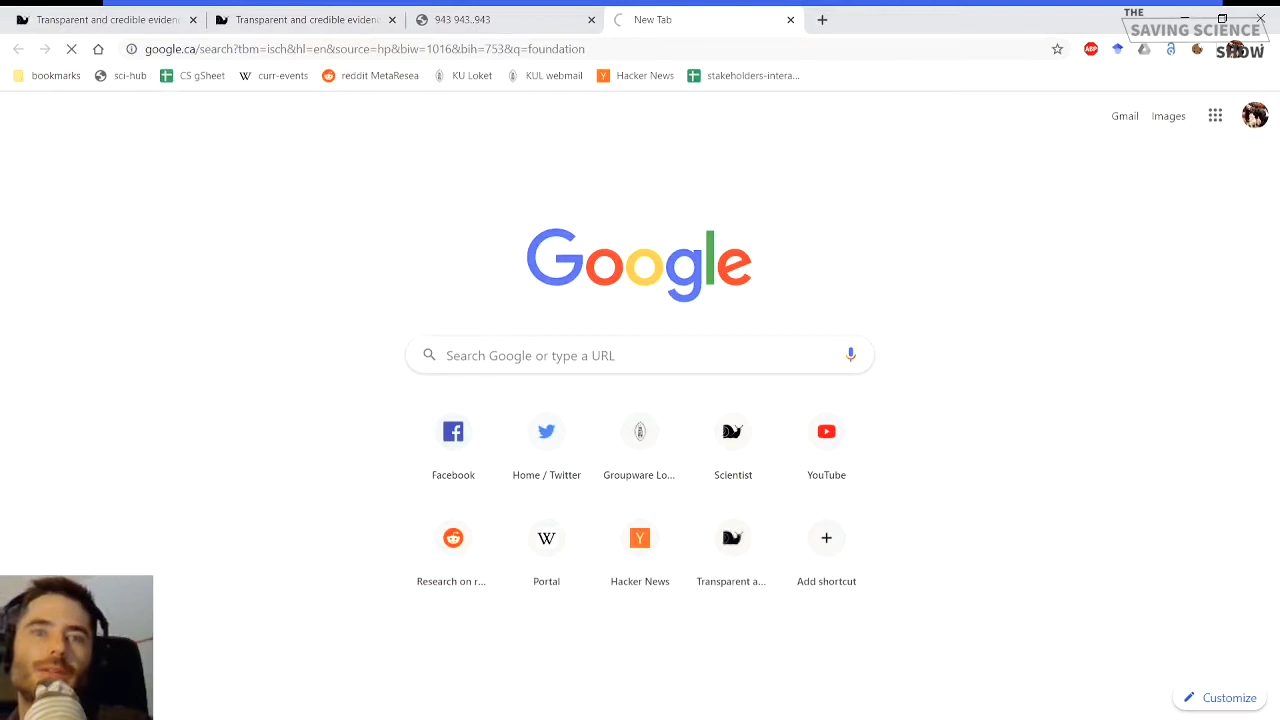 THE
SAVING SCIENCE
SHOW
Transparent and credible eviden
Transparent and credible eviden
943 943..993
New Tab
google.ca/search?tbm=isch&hl=en&source=hp&biw=1016&bih=753&q=foundation
ABP
bookmarks
sci-hub
CS gSheet
W
curr-events
reddit MetaResea
KU Loket
KUL webmail
Y
Hacker News
stakeholders-intera...
Gmail
Images
Google
Search Google or type a URL
Facebook
Home / Twitter
Groupware Lo...
Scientist
YouTube
W
Y
Research on r...
Portal
Hacker News
Transparent a...
Add shortcut
Customize